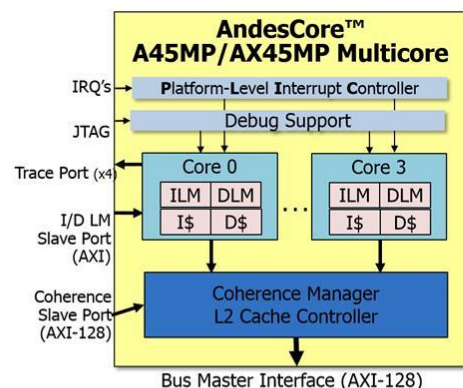 AndesCore™
A45MP/AX45MP Multicore
IRQ's
Platform-Level Interrupt Controller
JTAG
Debug Support
Trace Port (x4)
Core 0
Core 3
ILM DLM
I$ D$
...
ILM DLM
I$ D$
I/D LM
Slave Port
(AXI)
Coherence
Slave Port
(AXI-128)
Coherence Manager
L2 Cache Controller
Bus Master Interface (AXI-128)